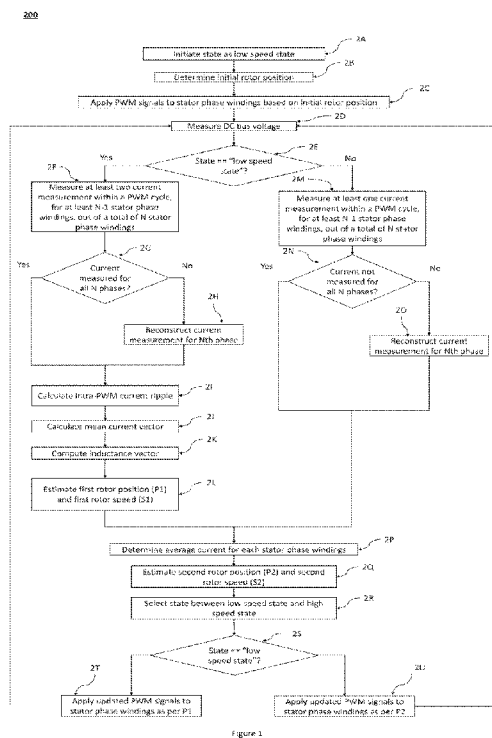 200
2A
Initiate state as low speed state
2B
Determine initial rotor position
2C
Apply PWM signals to stator phase windings based on initial rotor position
2D
Measure DC bus voltage
2E
State == "low speed
state"?
Yes
No
2F
Measure at least two current
measurement within a PWM cycle,
for at least N-1 stator phase
windings, out of a total of N stator
phase windings
2M
Measure at least one current
measurement within a PWM cycle,
for at least N-1 stator phase
windings, out of a total N stator
phase windings
2G
Current
measured for
all N phases?
Yes
No
2N
Current not
measured for
all N phases?
Yes
No
2H
Reconstruct current
measurement for Nth phase
2O
Reconstruct current
measurement for Nth phase
2I
Calculate intra-PWM current ripple
2J
Calculate mean current vector
2K
Compute inductance vector
2L
Estimate first rotor position (P1)
and first rotor speed (S1)
2P
Determine average current for each stator phase windings
2Q
Estimate second rotor position (P2) and second
rotor speed (S2)
2R
Select state between low speed state and high
speed state
2S
State == "low
speed state"?
2T
Apply updated PWM signals to
stator phase windings as per P1
2U
Apply updated PWM signals to
stator phase windings as per P2
Figure 1